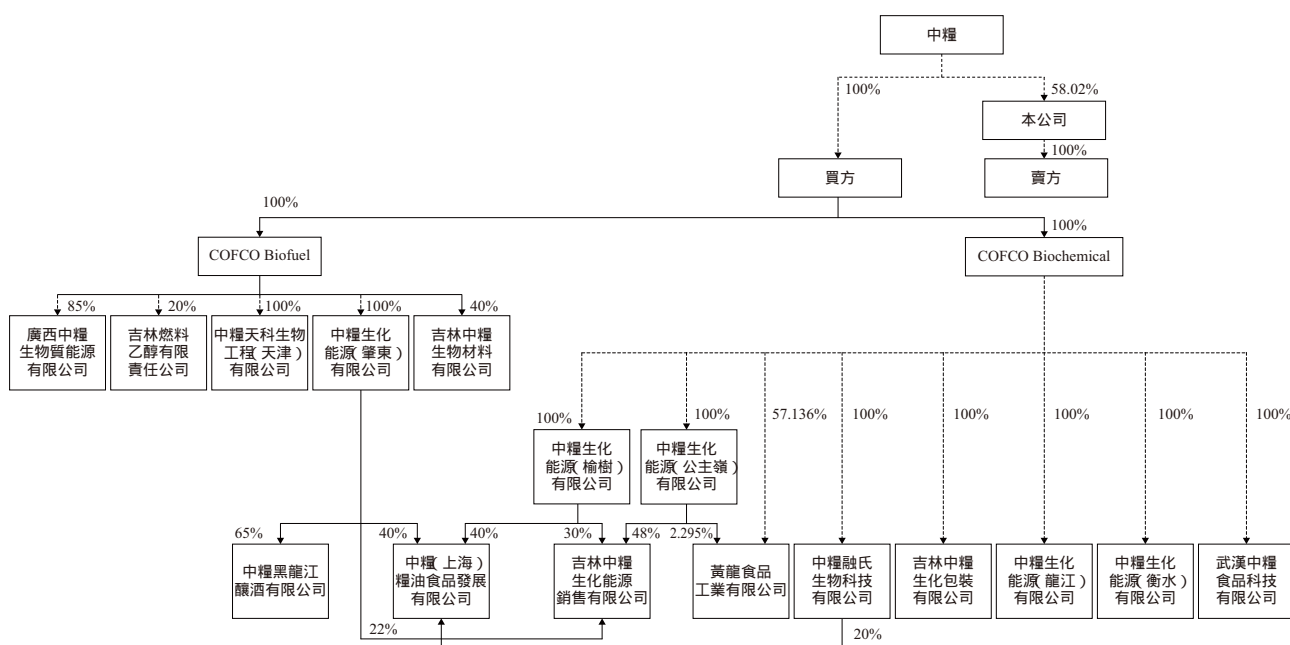 中糧
100%
58.02%
本公司
100%
買方
賣方
100%
100%
COFCO Biofuel
COFCO Biochemical
85%
20%
100%
100%
40%
廣西中糧
生物質能源
有限公司
吉林燃料
乙醇有限
責任公司
中糧天科生物
工程(天津)
有限公司
中糧生化
能源(肇東)
有限公司
吉林中糧
生物材料
有限公司
100%
100%
57.136%
100%
100%
100%
100%
100%
中糧生化
能源(榆樹)
有限公司
中糧生化
能源(公主嶺)
有限公司
65%
40%
40%
30%
48%
2.295%
中糧黑龍江
釀酒有限公司
中糧(上海)
糧油食品發展
有限公司
吉林中糧
生化能源
銷售有限公司
黃龍食品
工業有限公司
中糧融氏
生物科技
有限公司
吉林中糧
生化包裝
有限公司
中糧生化
能源(龍江)
有限公司
中糧生化
能源(衡水)
有限公司
武漢中糧
食品科技
有限公司
22%
20%